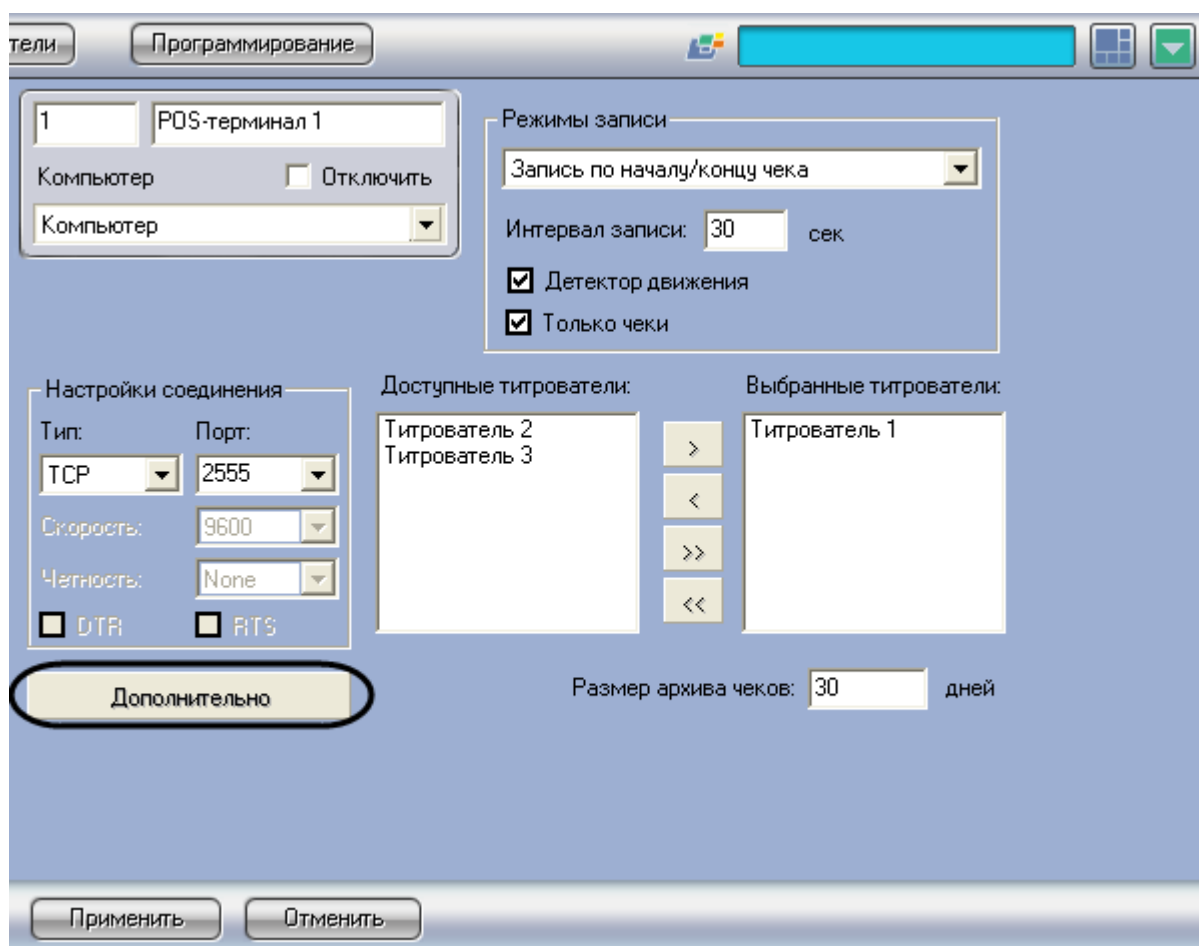 тели
Программирование
1
POS-терминал 1
Компьютер
Отключить
Компьютер
Режимы записи
Запись по началу/концу чека
Интервал записи: 30 сек
Детектор движения
Только чеки
Настройки соединения
Тип: Порт:
TCP 2555
Скорость: 9600
Четность: None
DTR RTS
Доступные титрователи:
Титрователь 2
Титрователь 3
>
<
>>
<<
Выбранные титрователи:
Титрователь 1
Дополнительно
Размер архива чеков: 30 дней
Применить
Отменить